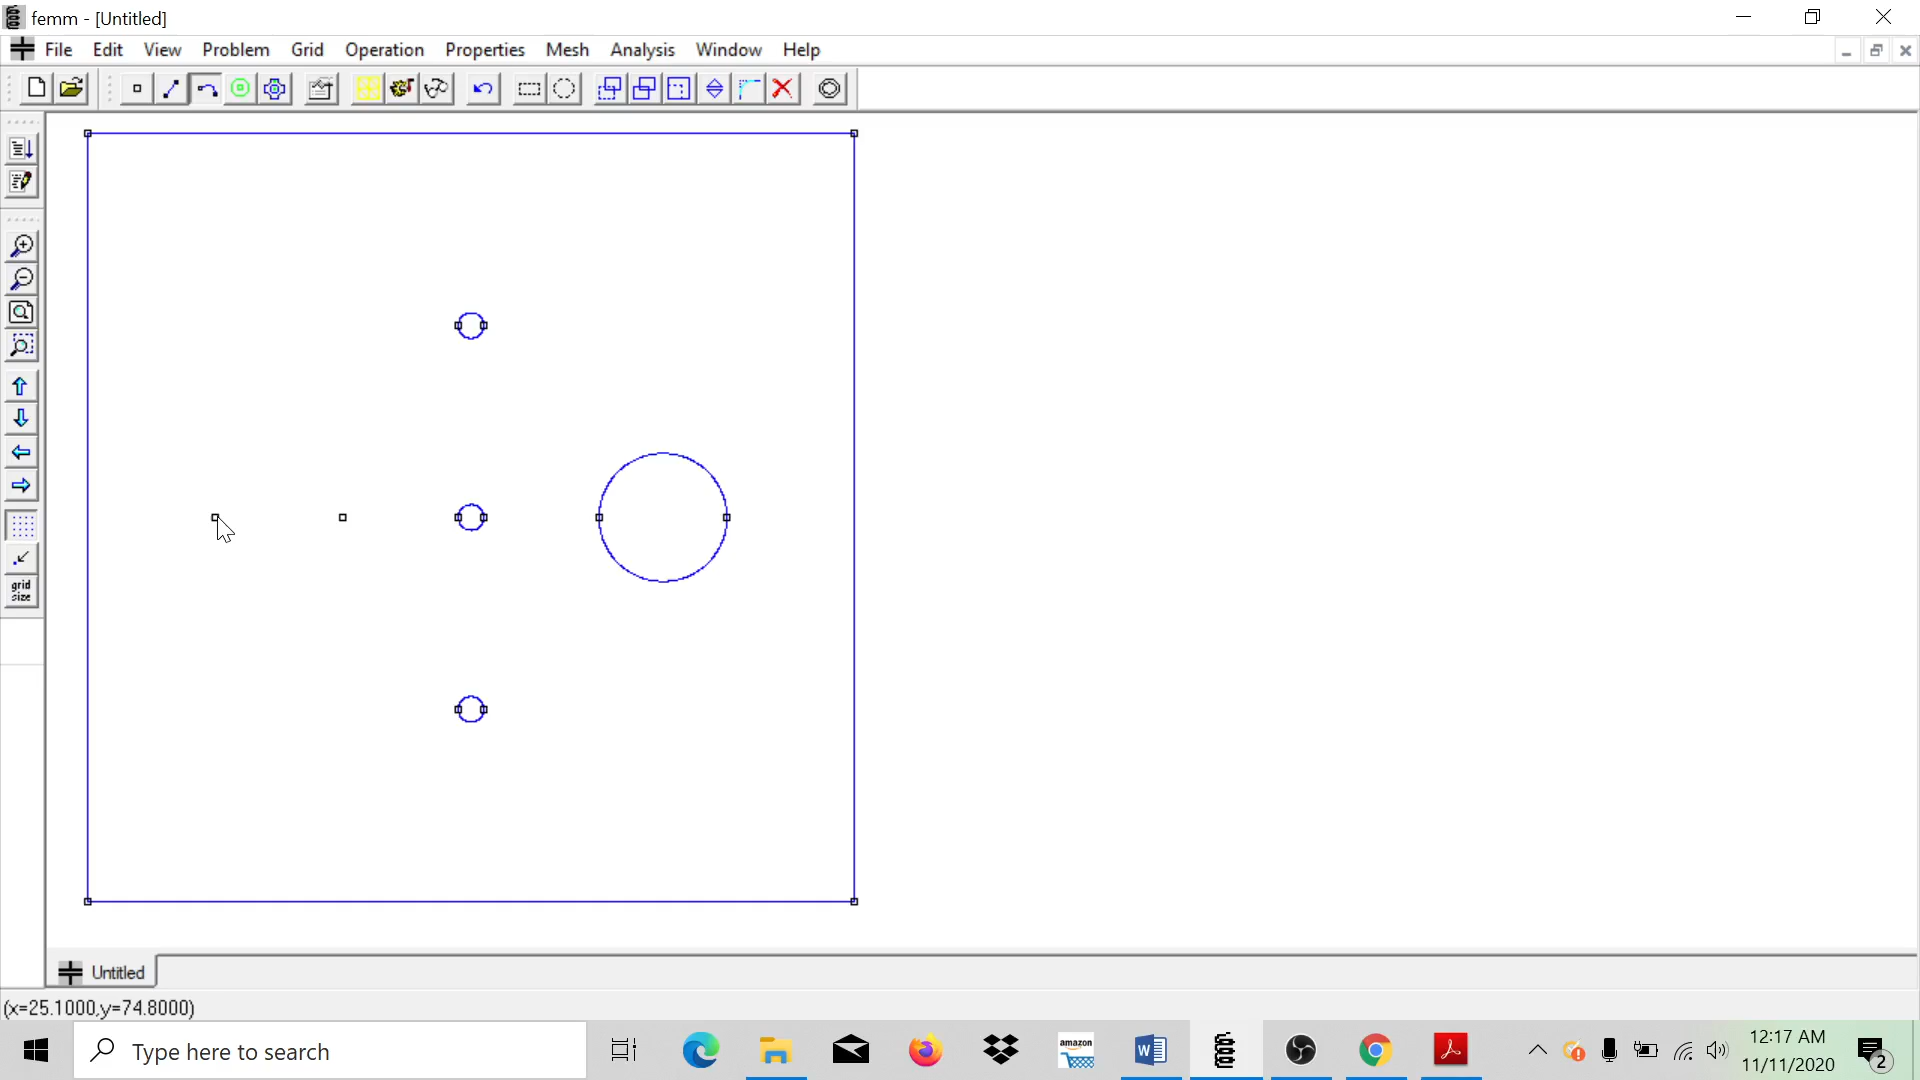 femm - [Untitled]
File Edit View Problem Grid Operation Properties Mesh Analysis Window Help
grid
size
Untitled
(x=25.1000,y=74.8000)
Type here to search
amazon
W
12:17 AM
11/11/2020
2